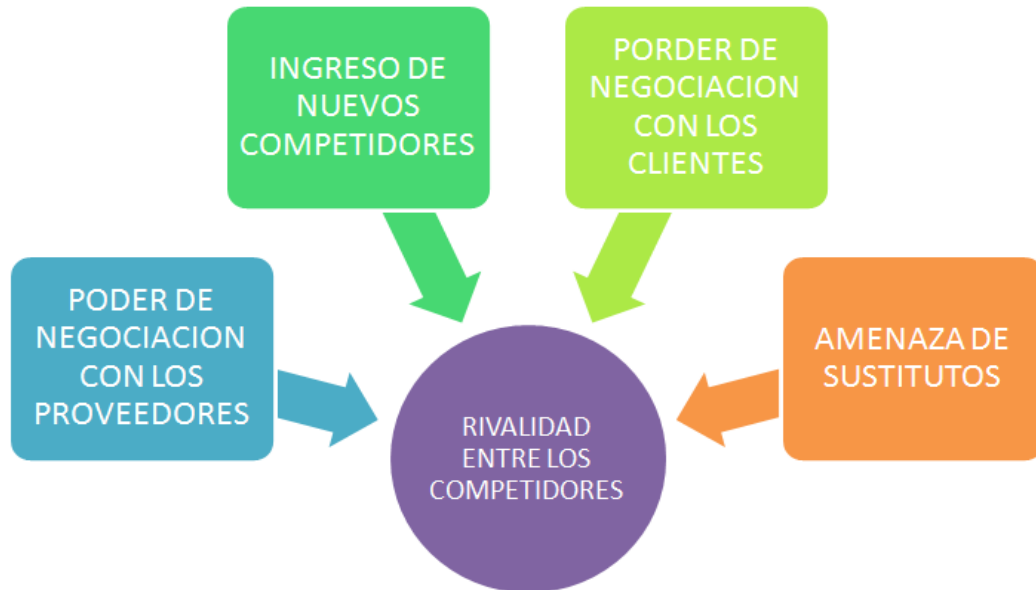 INGRESO DE
NUEVOS
COMPETIDORES
PORDER DE
NEGOCIACION
CON LOS
CLIENTES
PODER DE
NEGOCIACION
CON LOS
PROVEEDORES
AMENAZA DE
SUSTITUTOS
RIVALIDAD
ENTRE LOS
COMPETIDORES